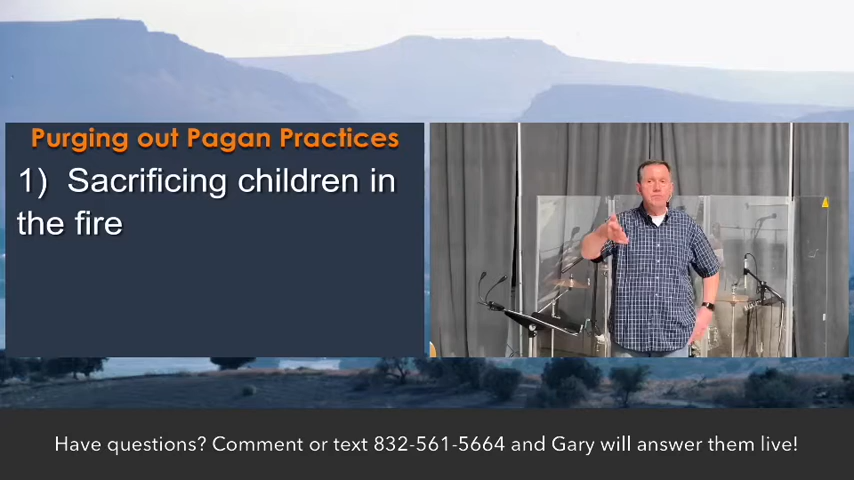 Purging out Pagan Practices
1) Sacrificing children in
the fire
Have questions? Comment or text 832-561-5664 and Gary will answer them live!